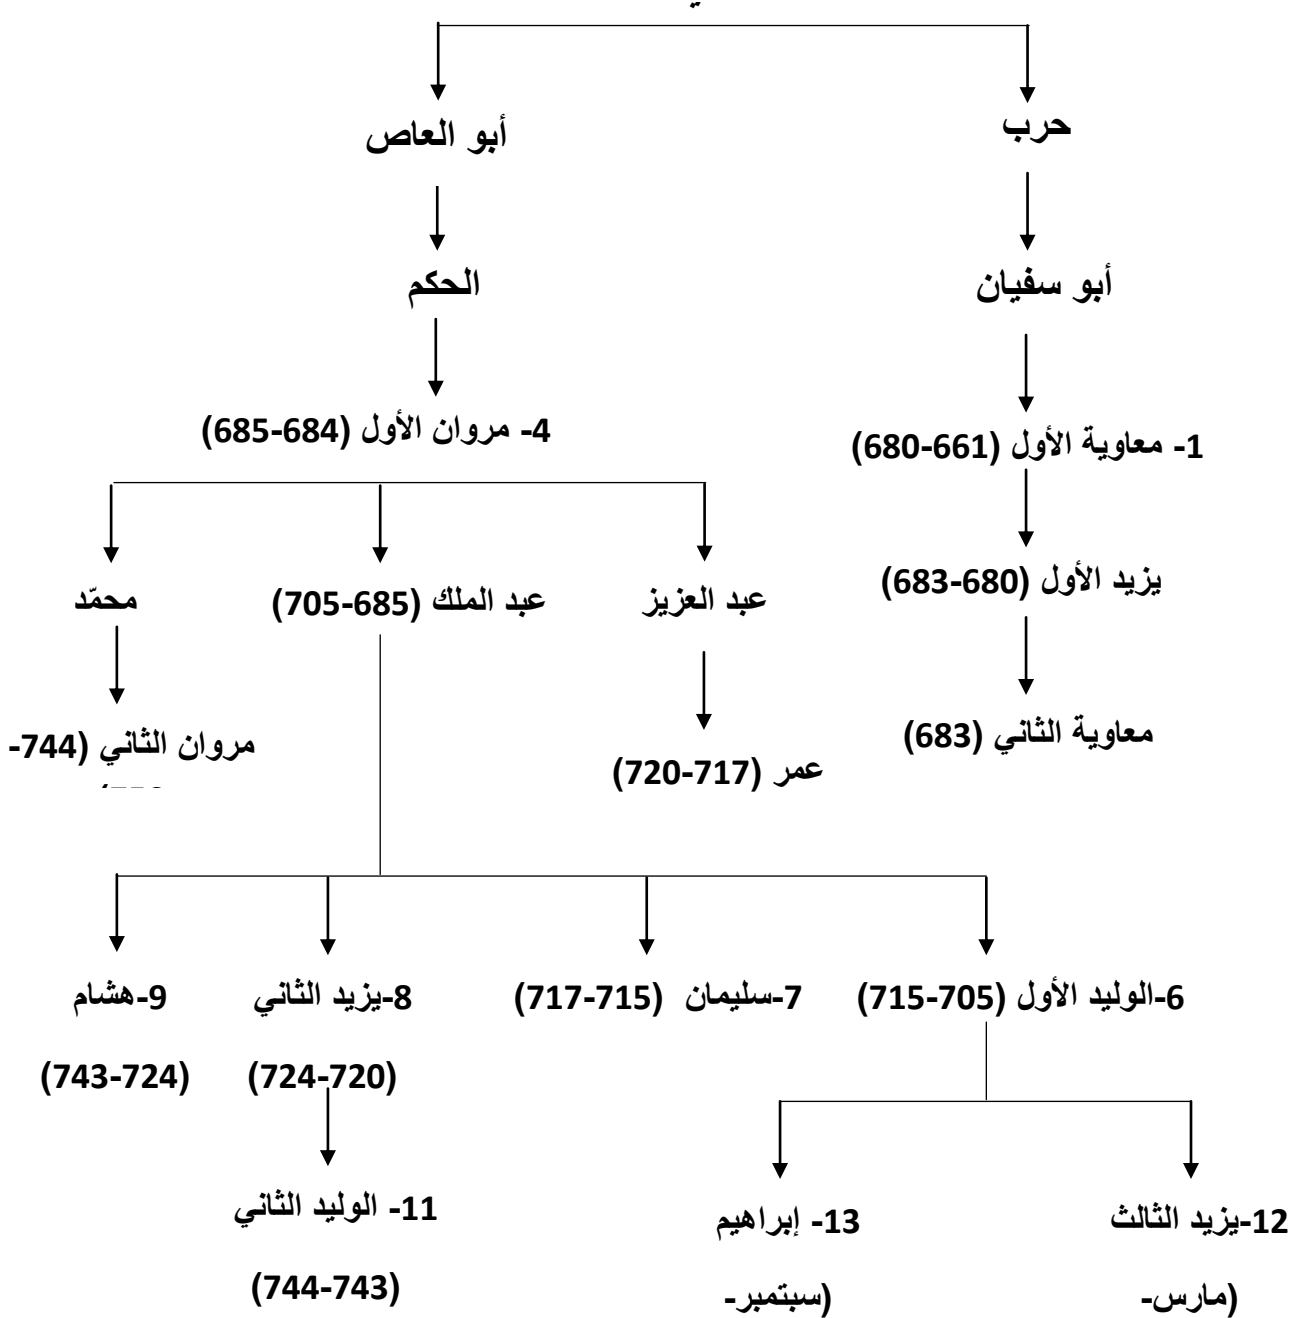 حرب
أبو العاص
أبو سفيان
الحكم
1- معاوية الأول (661-680)
4- مروان الأول (684-685)
يزيد الأول (680-683)
عبد العزيز
عبد الملك (685-705)
محمّد
معاوية الثاني (683)
عمر (717-720)
مروان الثاني (744-
6-الوليد الأول (705-715)
7-سليمان (715-717)
8-يزيد الثاني
9-هشام
(720-724)
(724-743)
12-يزيد الثالث
13- إبراهيم
11- الوليد الثاني
(مارس-
(سبتمبر-
(743-744)